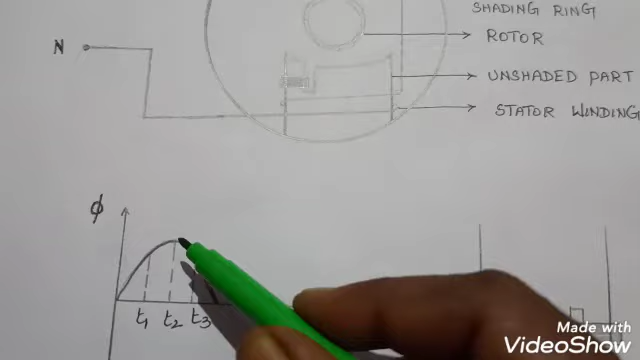 SHADING RING
ROTOR
N
UNSHADED PART
STATOR WINDING
ϕ
t1 t2 t3
Made with
VideoShow